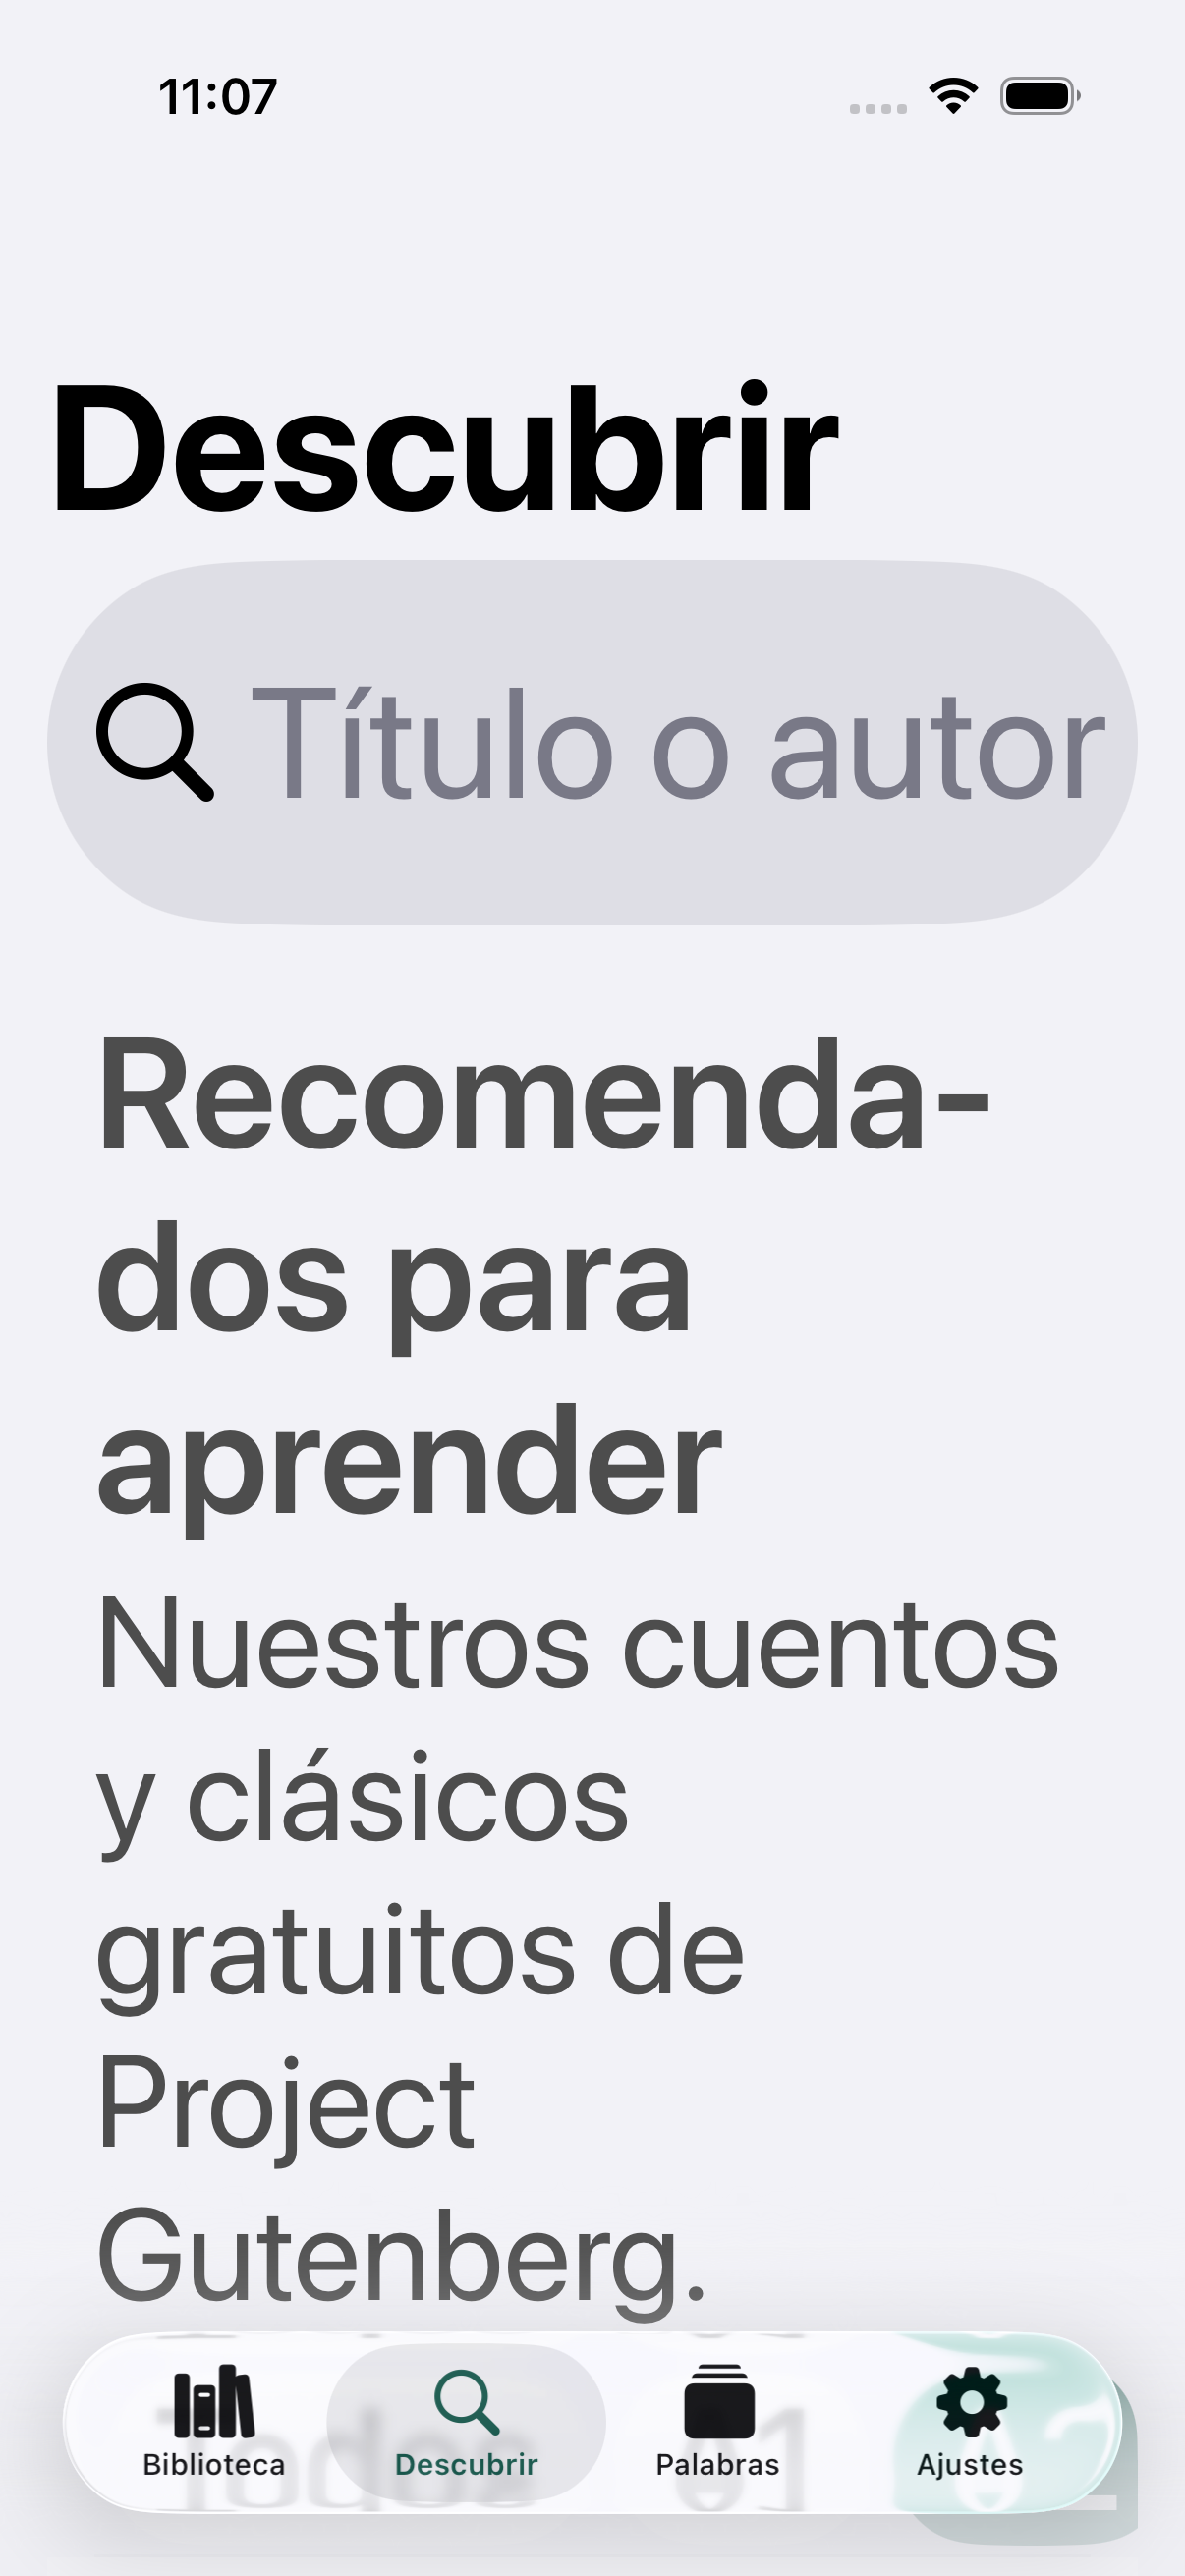 11:07
Descubrir
Título o autor
Recomenda-
dos para
aprender
Nuestros cuentos
y clásicos
gratuitos de
Project
Gutenberg.
Biblioteca
Descubrir
Palabras
Ajustes